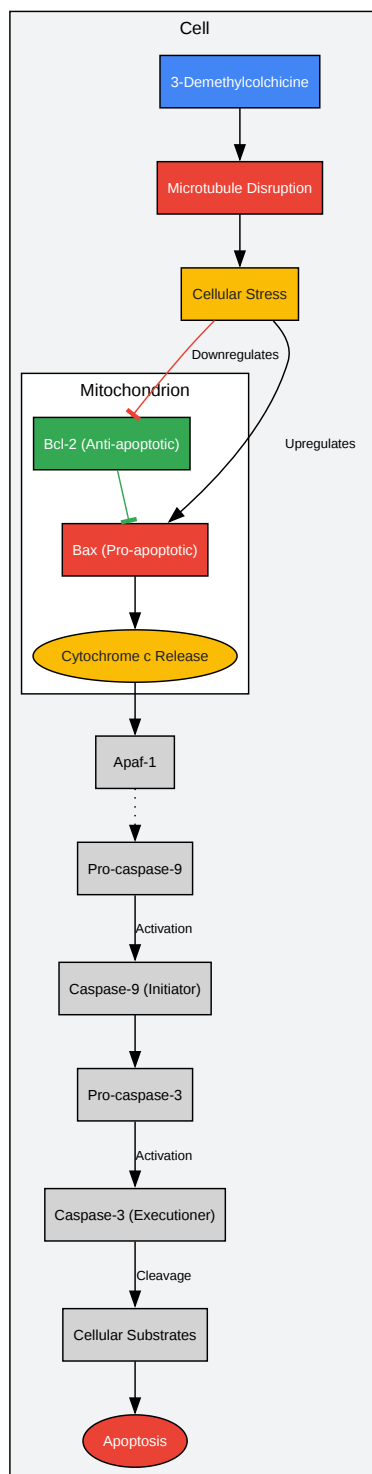 Cell
3-Demethylcolchicine
Microtubule Disruption
Cellular Stress
Downregulates
Mitochondrion
Bcl-2 (Anti-apoptotic)
Upregulates
Bax (Pro-apoptotic)
Cytochrome c Release
Apaf-1
Pro-caspase-9
Activation
Caspase-9 (Initiator)
Pro-caspase-3
Activation
Caspase-3 (Executioner)
Cleavage
Cellular Substrates
Apoptosis